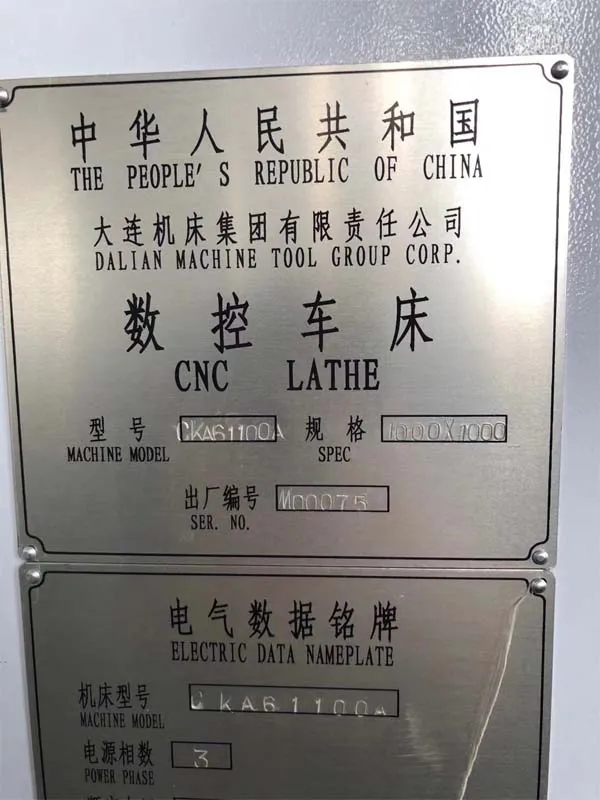 中华人民共和国
THE PEOPLE'S REPUBLIC OF CHINA
大连机床集团有限责任公司
DALIAN MACHINE TOOL GROUP CORP.
数控车床
CNC LATHE
型号 CKA61100A 规格 1000X1000
MACHINE MODEL SPEC
出厂编号 M00075
SER. NO.
电气数据铭牌
ELECTRIC DATA NAMEPLATE
机床型号 CKA61100A
MACHINE MODEL
电源相数 3
POWER PHASE